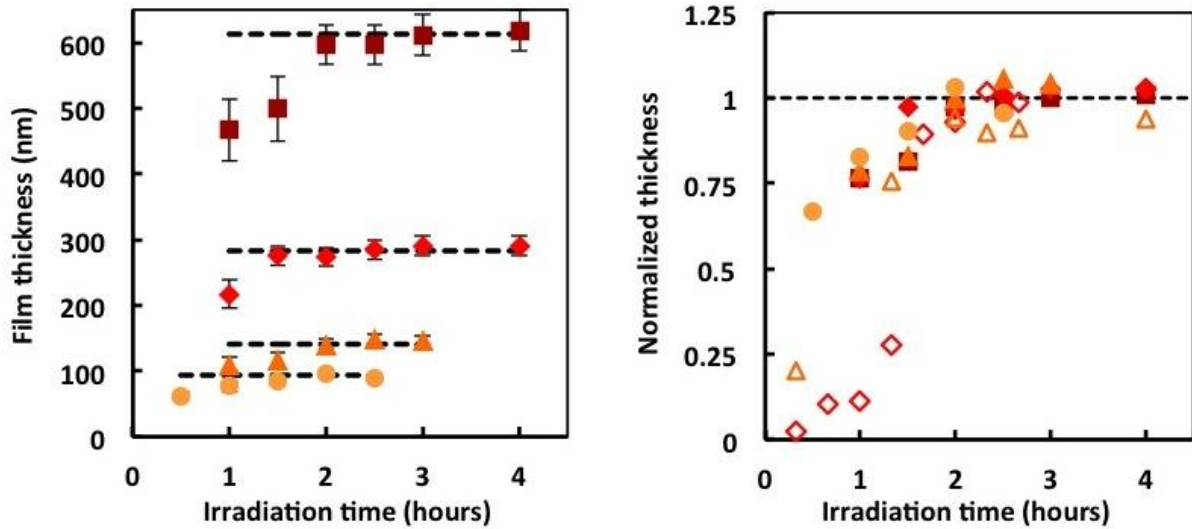 Film thickness (nm)
600
500
400
300
200
100
0
0 1 2 3 4
Irradiation time (hours)
Normalized thickness
1.25
1
0.75
0.5
0.25
0
0 1 2 3 4
Irradiation time (hours)